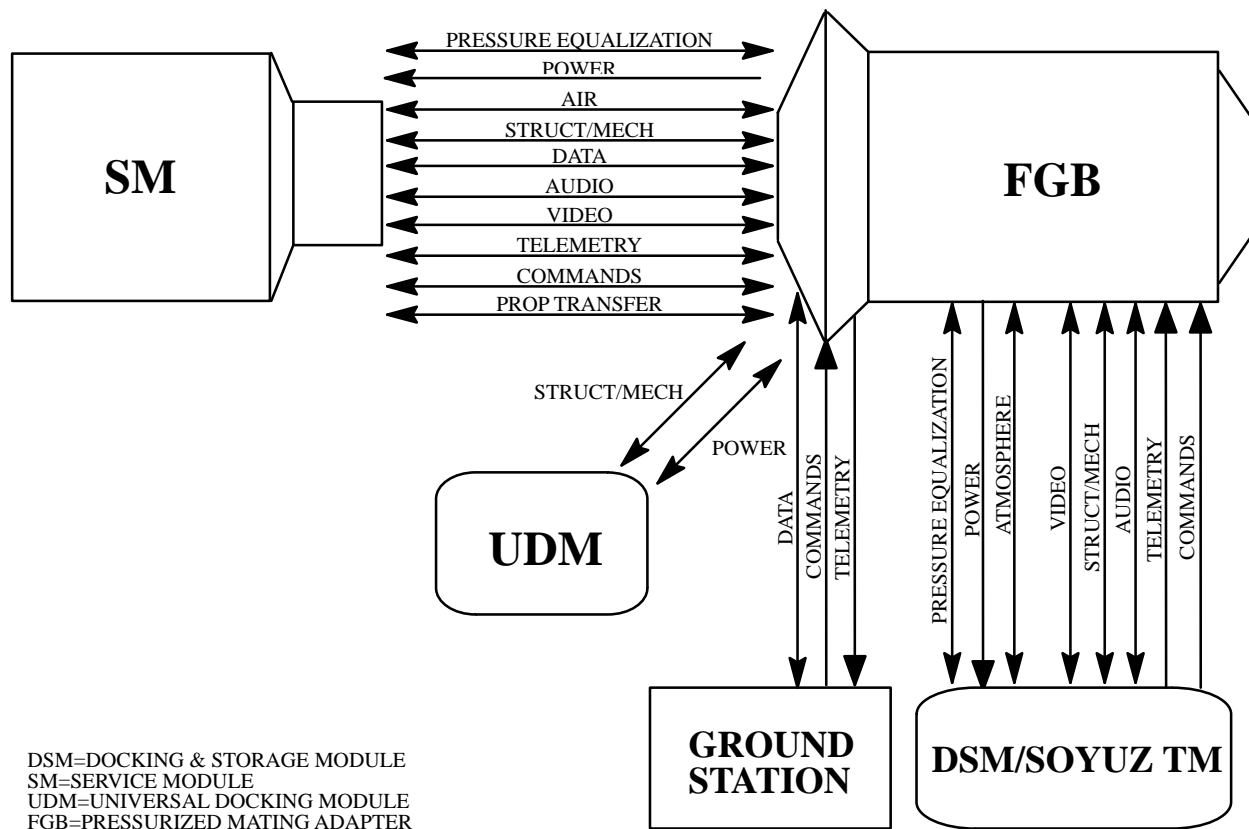 PRESSURE EQUALIZATION
POWER
AIR
STRUCT/MECH
DATA
AUDIO
VIDEO
TELEMETRY
COMMANDS
PROP TRANSFER
SM
FGB
STRUCT/MECH
POWER
UDM
DATA
COMMANDS
TELEMETRY
PRESSURE EQUALIZATION
POWER
ATMOSPHERE
VIDEO
STRUCT/MECH
AUDIO
TELEMETRY
COMMANDS
GROUND
STATION
DSM/SOYUZ TM
DSM=DOCKING & STORAGE MODULE
SM=SERVICE MODULE
UDM=UNIVERSAL DOCKING MODULE
FGB=PRESSURIZED MATING ADAPTER